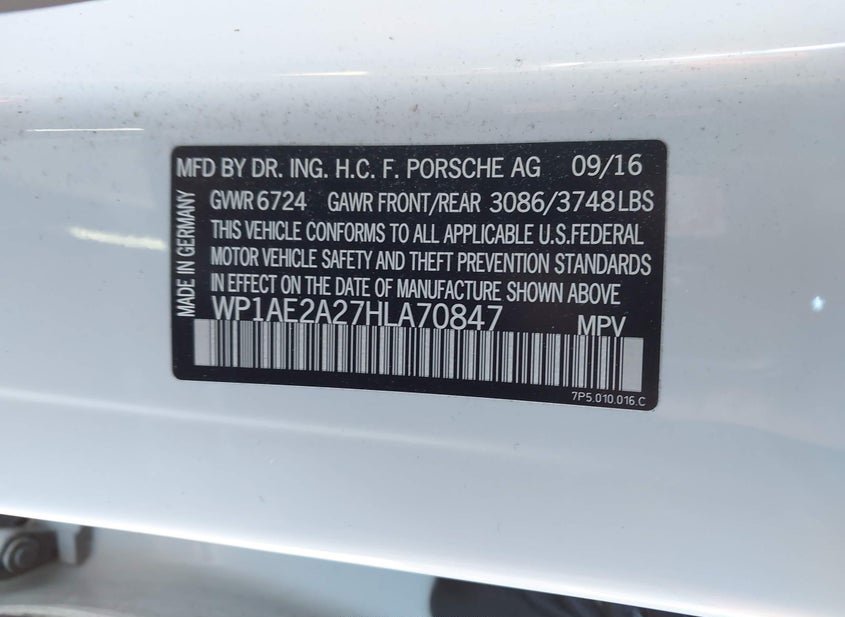 MFD BY DR. ING. H.C. F. PORSCHE AG 09/16
MADE IN GERMANY
GVWR 6724 GAWR FRONT/REAR 3086/3748 LBS
THIS VEHICLE CONFORMS TO ALL APPLICABLE U.S.FEDERAL
MOTOR VEHICLE SAFETY AND THEFT PREVENTION STANDARDS
IN EFFECT ON THE DATE OF MANUFACTURE SHOWN ABOVE
WP1AE2A27HLA70847 MPV
7P5.010.016.C